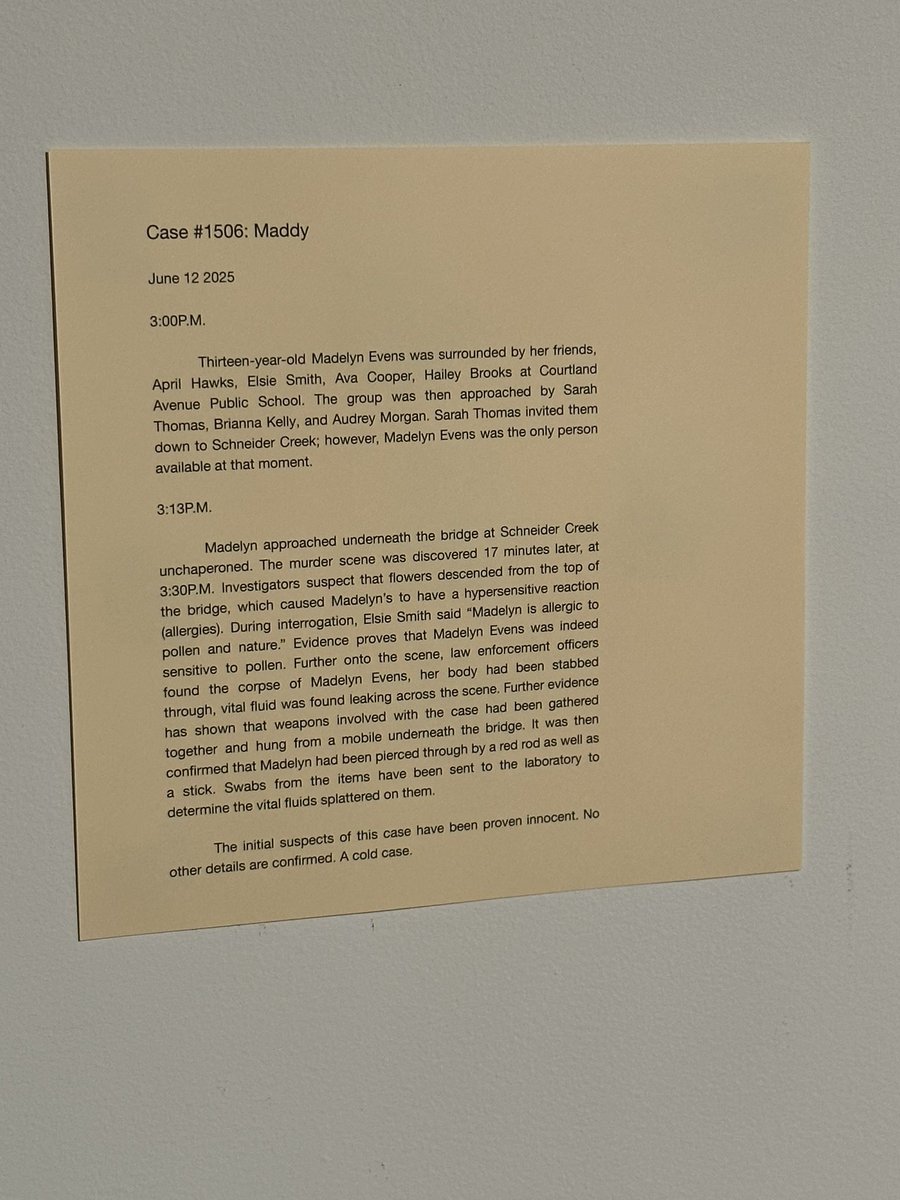 Case #1506: Maddy
June 12 2025
3:00P.M.
Thirteen-year-old Madelyn Evens was surrounded by her friends,
April Hawks, Elsie Smith, Ava Cooper, Hailey Brooks at Courtland
Avenue Public School. The group was then approached by Sarah
Thomas, Brianna Kelly, and Audrey Morgan. Sarah Thomas invited them
down to Schneider Creek; however, Madelyn Evens was the only person
available at that moment.
3:13P.M.
Madelyn approached underneath the bridge at Schneider Creek
unchaperoned. The murder scene was discovered 17 minutes later, at
3:30P.M. Investigators suspect that flowers descended from the top of
the bridge, which caused Madelyn's to have a hypersensitive reaction
(allergies). During interrogation, Elsie Smith said “Madelyn is allergic to
pollen and nature.” Evidence proves that Madelyn Evens was indeed
sensitive to pollen. Further onto the scene, law enforcement officers
found the corpse of Madelyn Evens, her body had been stabbed
through, vital fluid was found leaking across the scene. Further evidence
has shown that weapons involved with the case had been gathered
together and hung from a mobile underneath the bridge. It was then
confirmed that Madelyn had been pierced through by a red rod as well as
a stick. Swabs from the items have been sent to the laboratory to
determine the vital fluids splattered on them.
The initial suspects of this case have been proven innocent. No
other details are confirmed. A cold case.